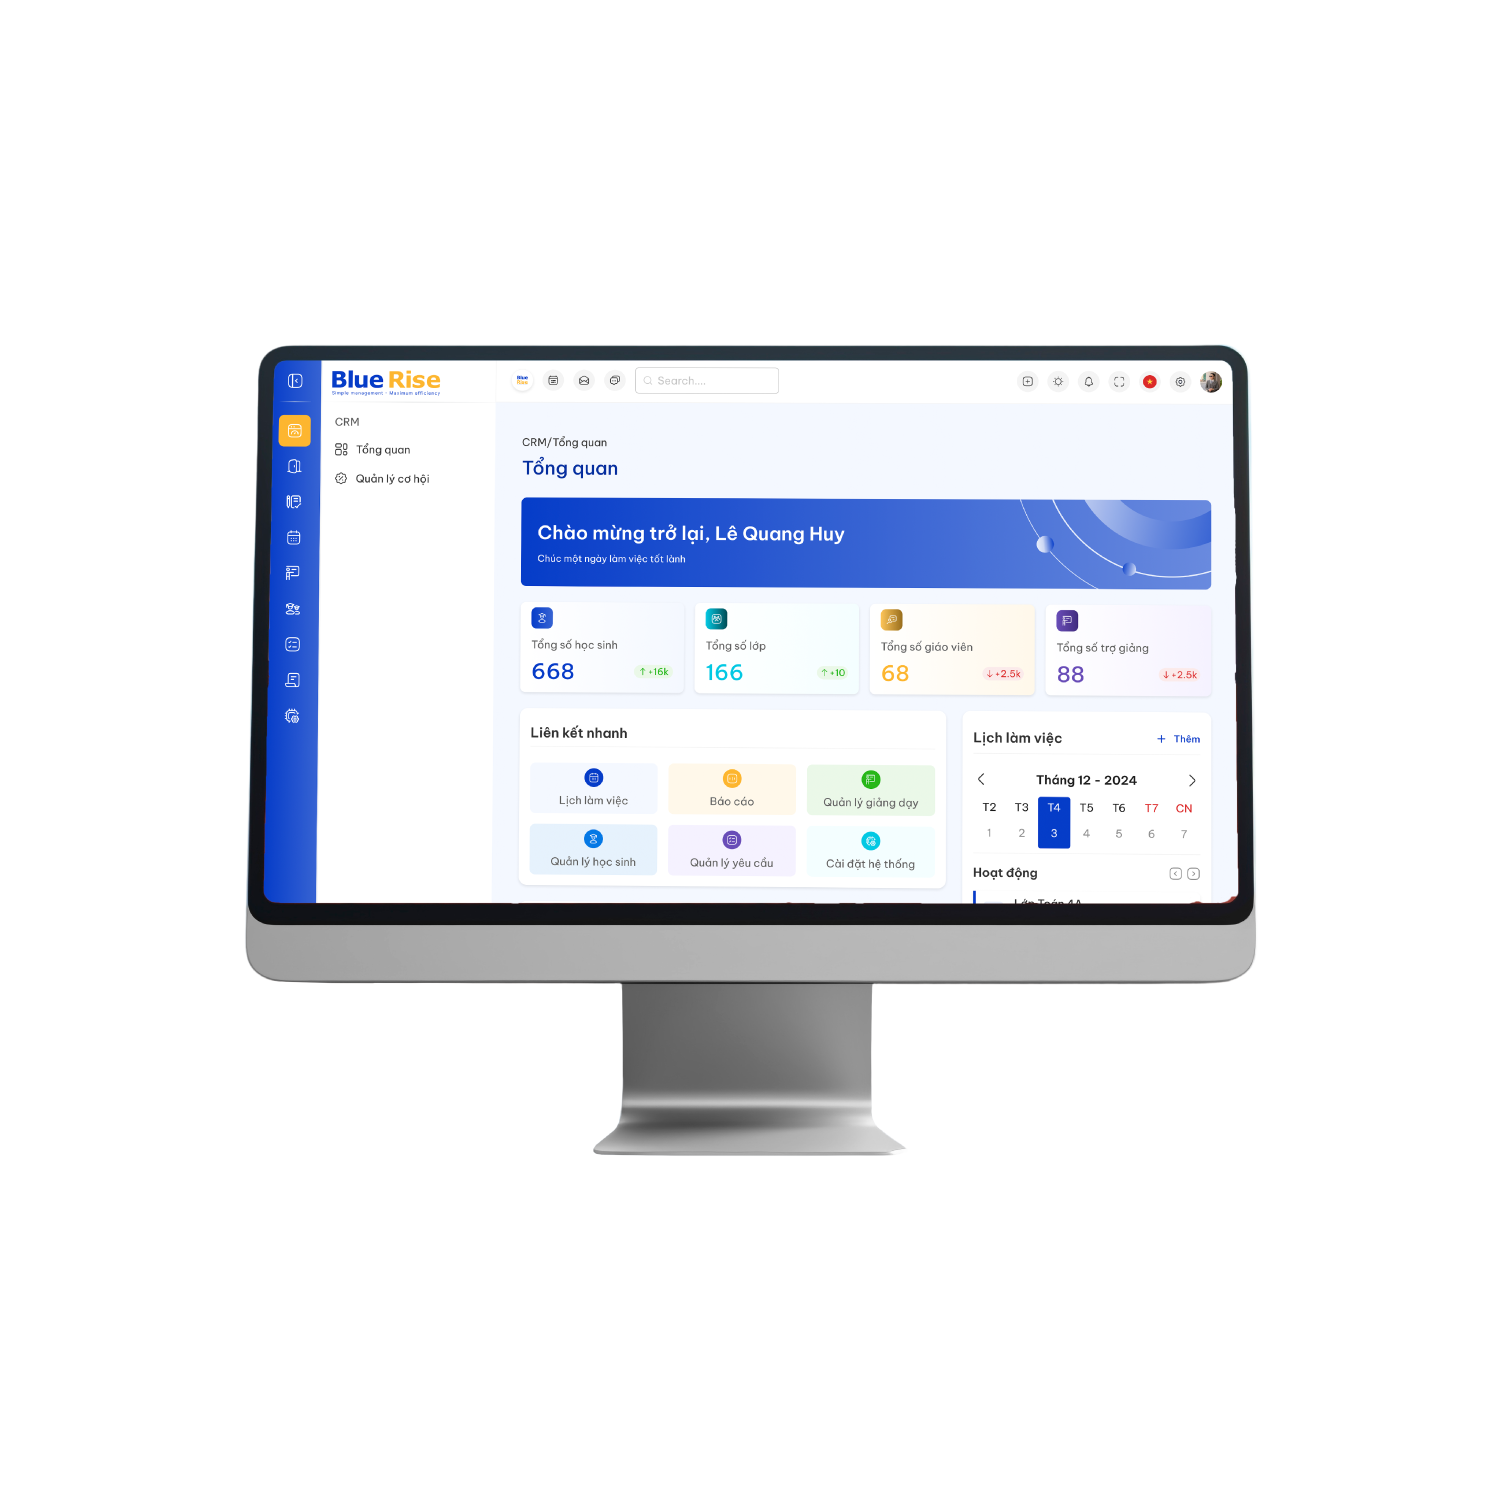 Blue Rise
Simple management - Maximum efficiency
Blue
Rise
Search....
CRM
Tổng quan
Quản lý cơ hội
CRM/Tổng quan
Tổng quan
Chào mừng trở lại, Lê Quang Huy
Chúc một ngày làm việc tốt lành
Tổng số học sinh
668 ↑ +16k
Tổng số lớp
166 ↑ +10
Tổng số giáo viên
68 ↓ +2.5k
Tổng số trợ giảng
88 ↓ +2.5k
Liên kết nhanh
Lịch làm việc
Báo cáo
Quản lý giảng dạy
Quản lý học sinh
Quản lý yêu cầu
Cài đặt hệ thống
Lịch làm việc
+ Thêm
Tháng 12 - 2024
T2 T3 T4 T5 T6 T7 CN
1 2 3 4 5 6 7
Hoạt động
Lớp Toán 4A